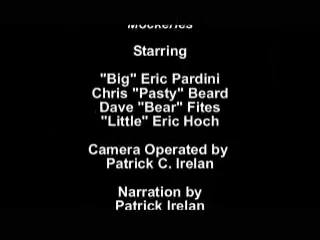 Mockeries
Starring
"Big" Eric Pardini
Chris "Pasty" Beard
Dave "Bear" Fites
"Little" Eric Hoch
Camera Operated by
Patrick C. Irelan
Narration by
Patrick Irelan